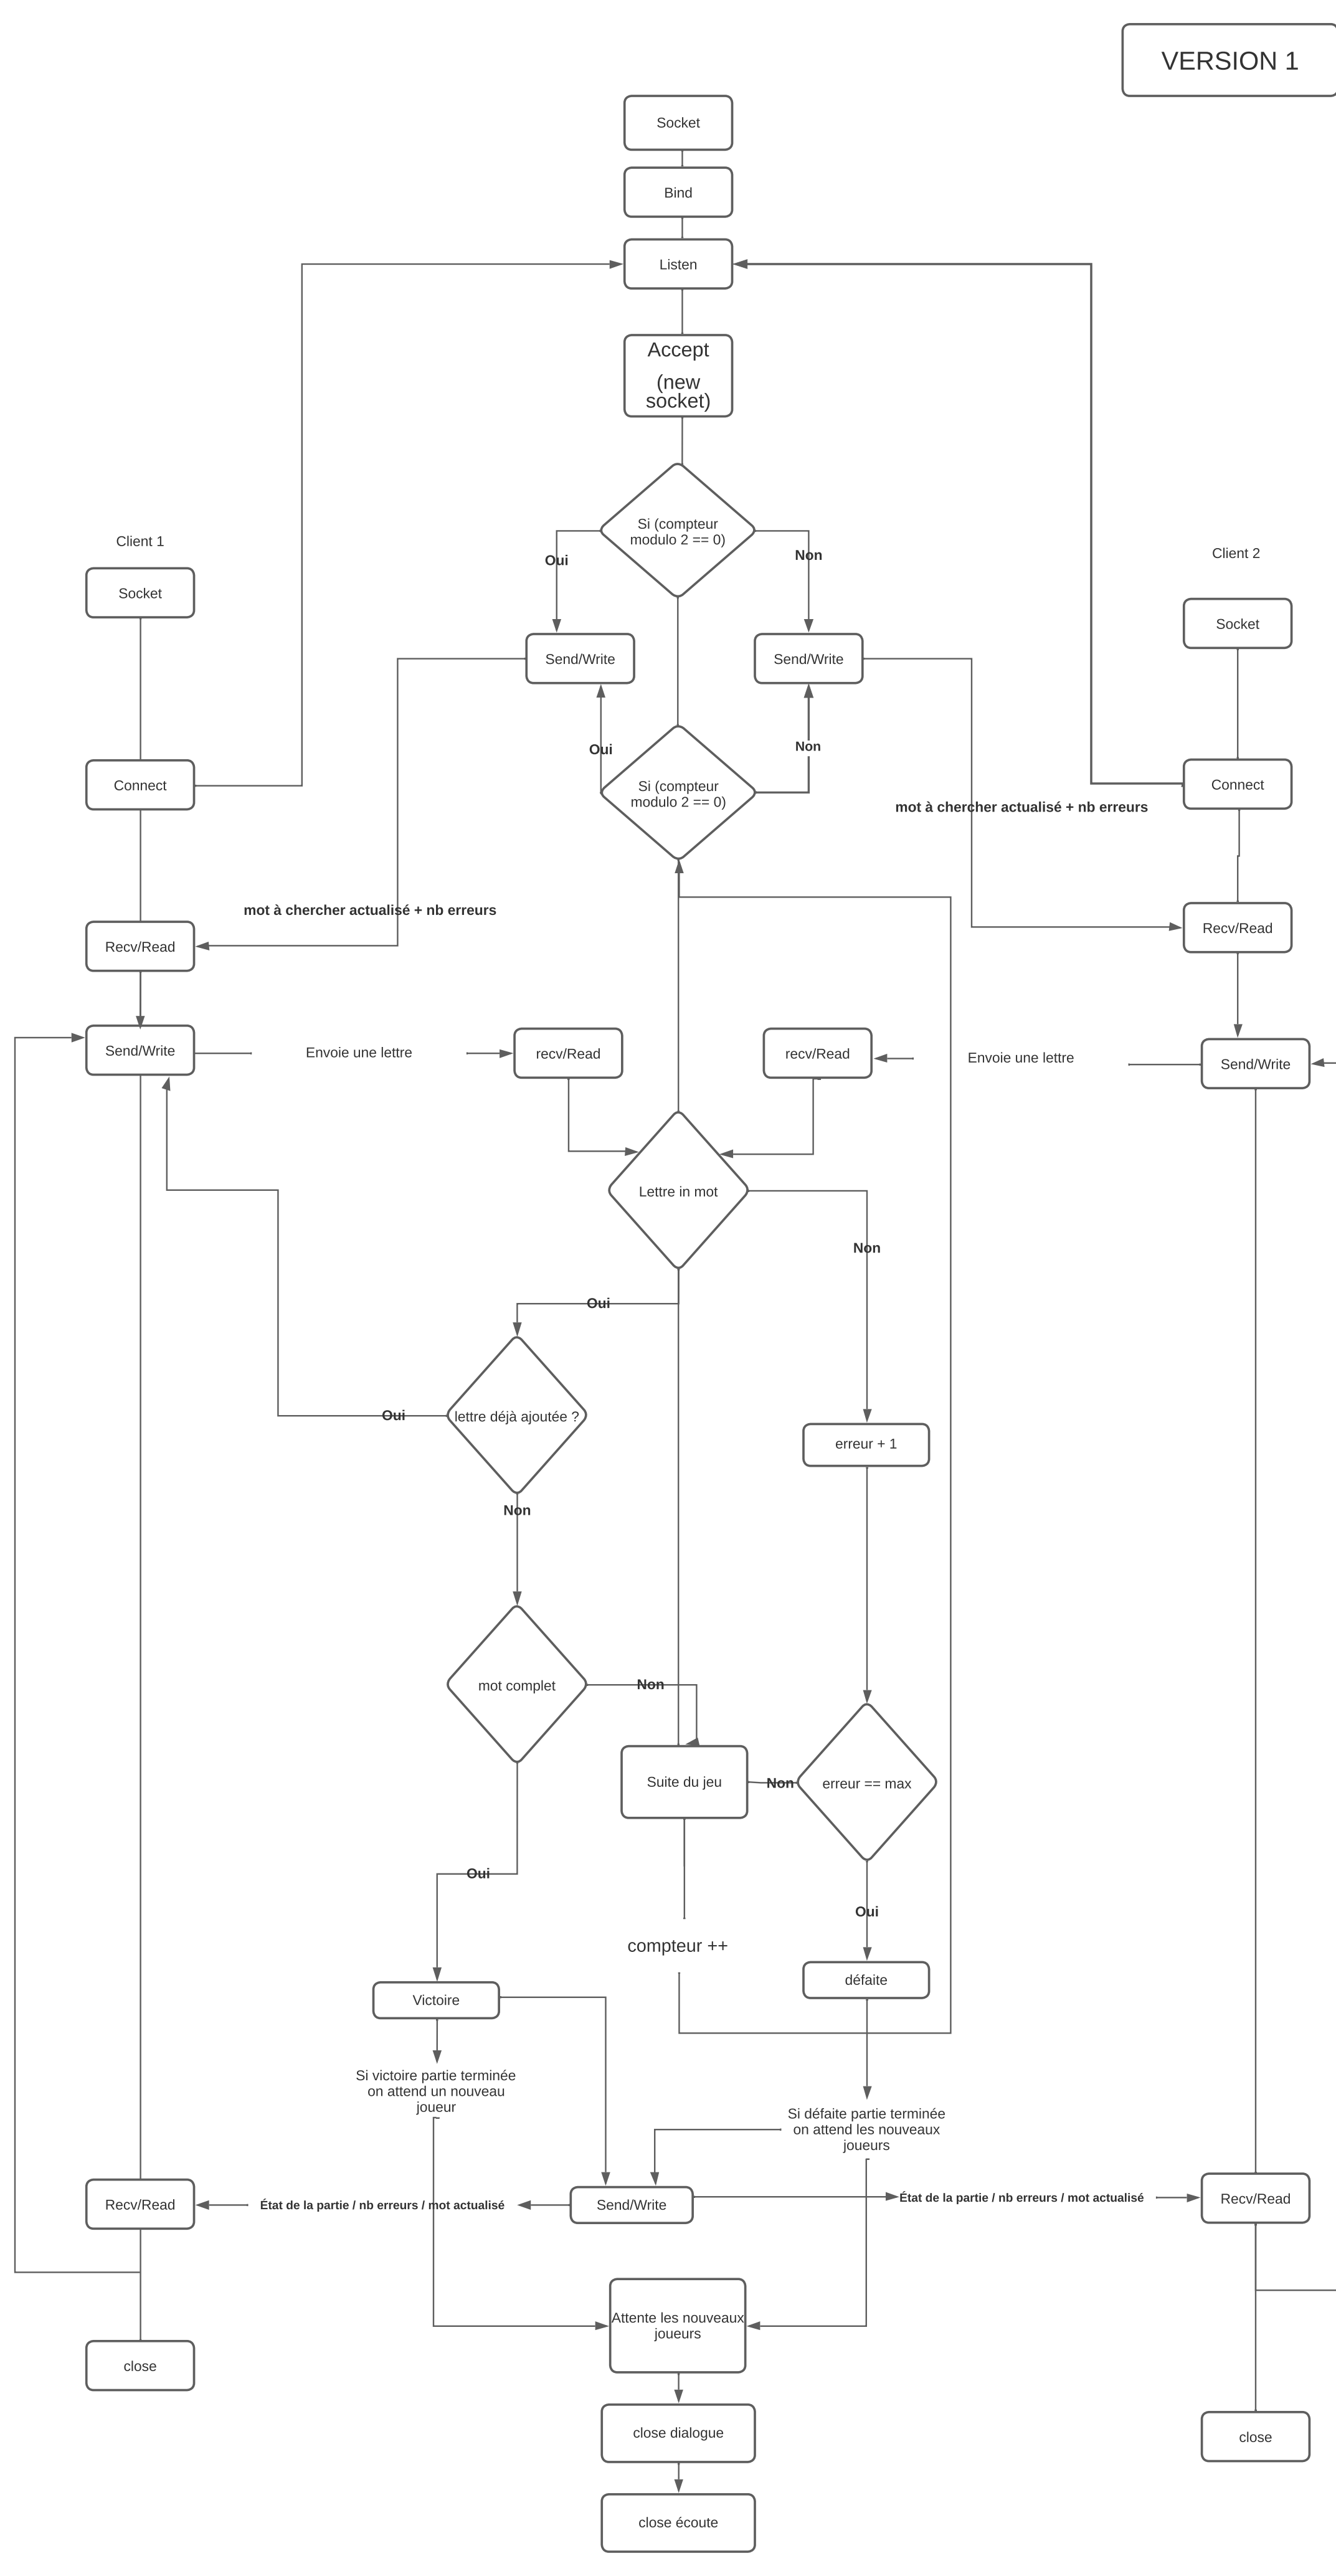 VERSION 1
Socket
Bind
Listen
Accept
(new
socket)
Si (compteur
modulo 2 == 0)
Oui
Non
Client 1
Client 2
Socket
Socket
Send/Write
Send/Write
Oui
Non
Si (compteur
modulo 2 == 0)
Connect
Connect
mot à chercher actualisé + nb erreurs
mot à chercher actualisé + nb erreurs
Recv/Read
Recv/Read
Send/Write
Envoie une lettre
recv/Read
recv/Read
Envoie une lettre
Send/Write
Lettre in mot
Non
Oui
Oui
lettre déjà ajoutée ?
erreur + 1
Non
mot complet
Non
Suite du jeu
Non
erreur == max
Oui
Oui
compteur ++
défaite
Victoire
Si victoire partie terminée
on attend un nouveau
joueur
Si défaite partie terminée
on attend les nouveaux
joueurs
Recv/Read
État de la partie / nb erreurs / mot actualisé
Send/Write
État de la partie / nb erreurs / mot actualisé
Recv/Read
Attente les nouveaux
joueurs
close
close dialogue
close
close écoute